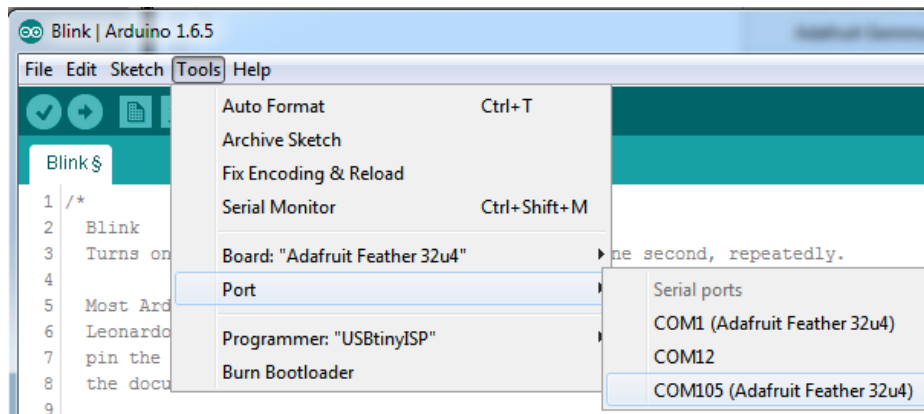 Blink | Arduino 1.6.5
File Edit Sketch Tools Help
Auto Format Ctrl+T
Archive Sketch
Fix Encoding & Reload
Serial Monitor Ctrl+Shift+M
Board: "Adafruit Feather 32u4"
Port
Programmer: "USBtinyISP"
Burn Bootloader
Serial ports
COM1 (Adafruit Feather 32u4)
COM12
COM105 (Adafruit Feather 32u4)
Blink §
1 /*
2 Blink
3 Turns on ne second, repeatedly.
4
5 Most Ard
6 Leonardo
7 pin the
8 the docu
9